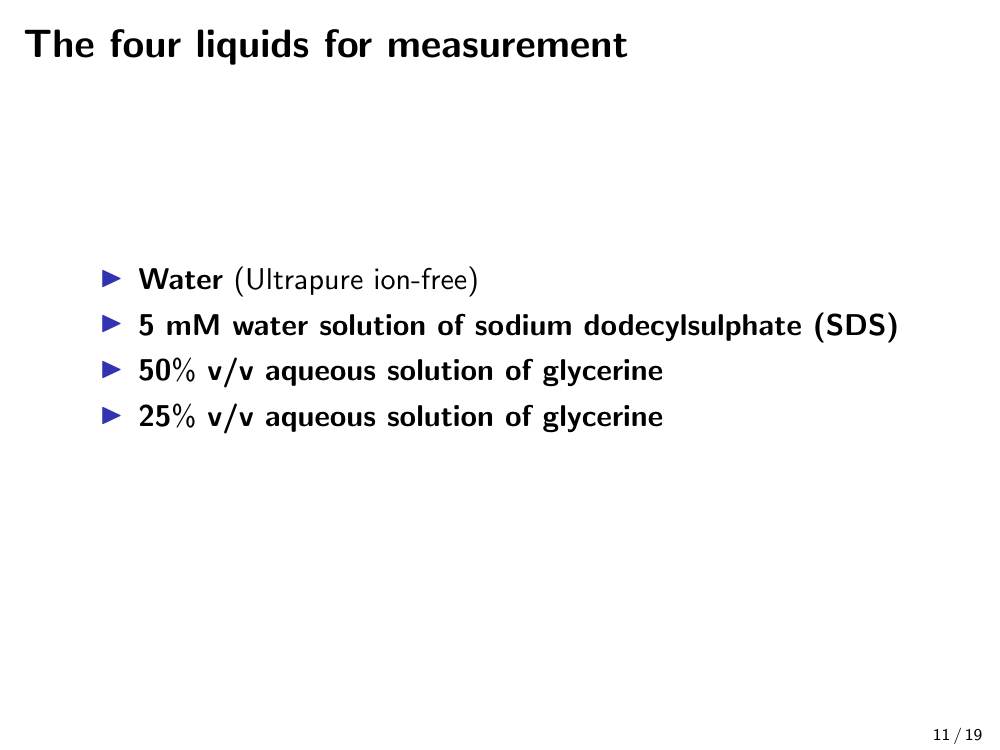 The four liquids for measurement
▶ Water (Ultrapure ion-free)
▶ 5 mM water solution of sodium dodecylsulphate (SDS)
▶ 50% v/v aqueous solution of glycerine
▶ 25% v/v aqueous solution of glycerine
11 / 19